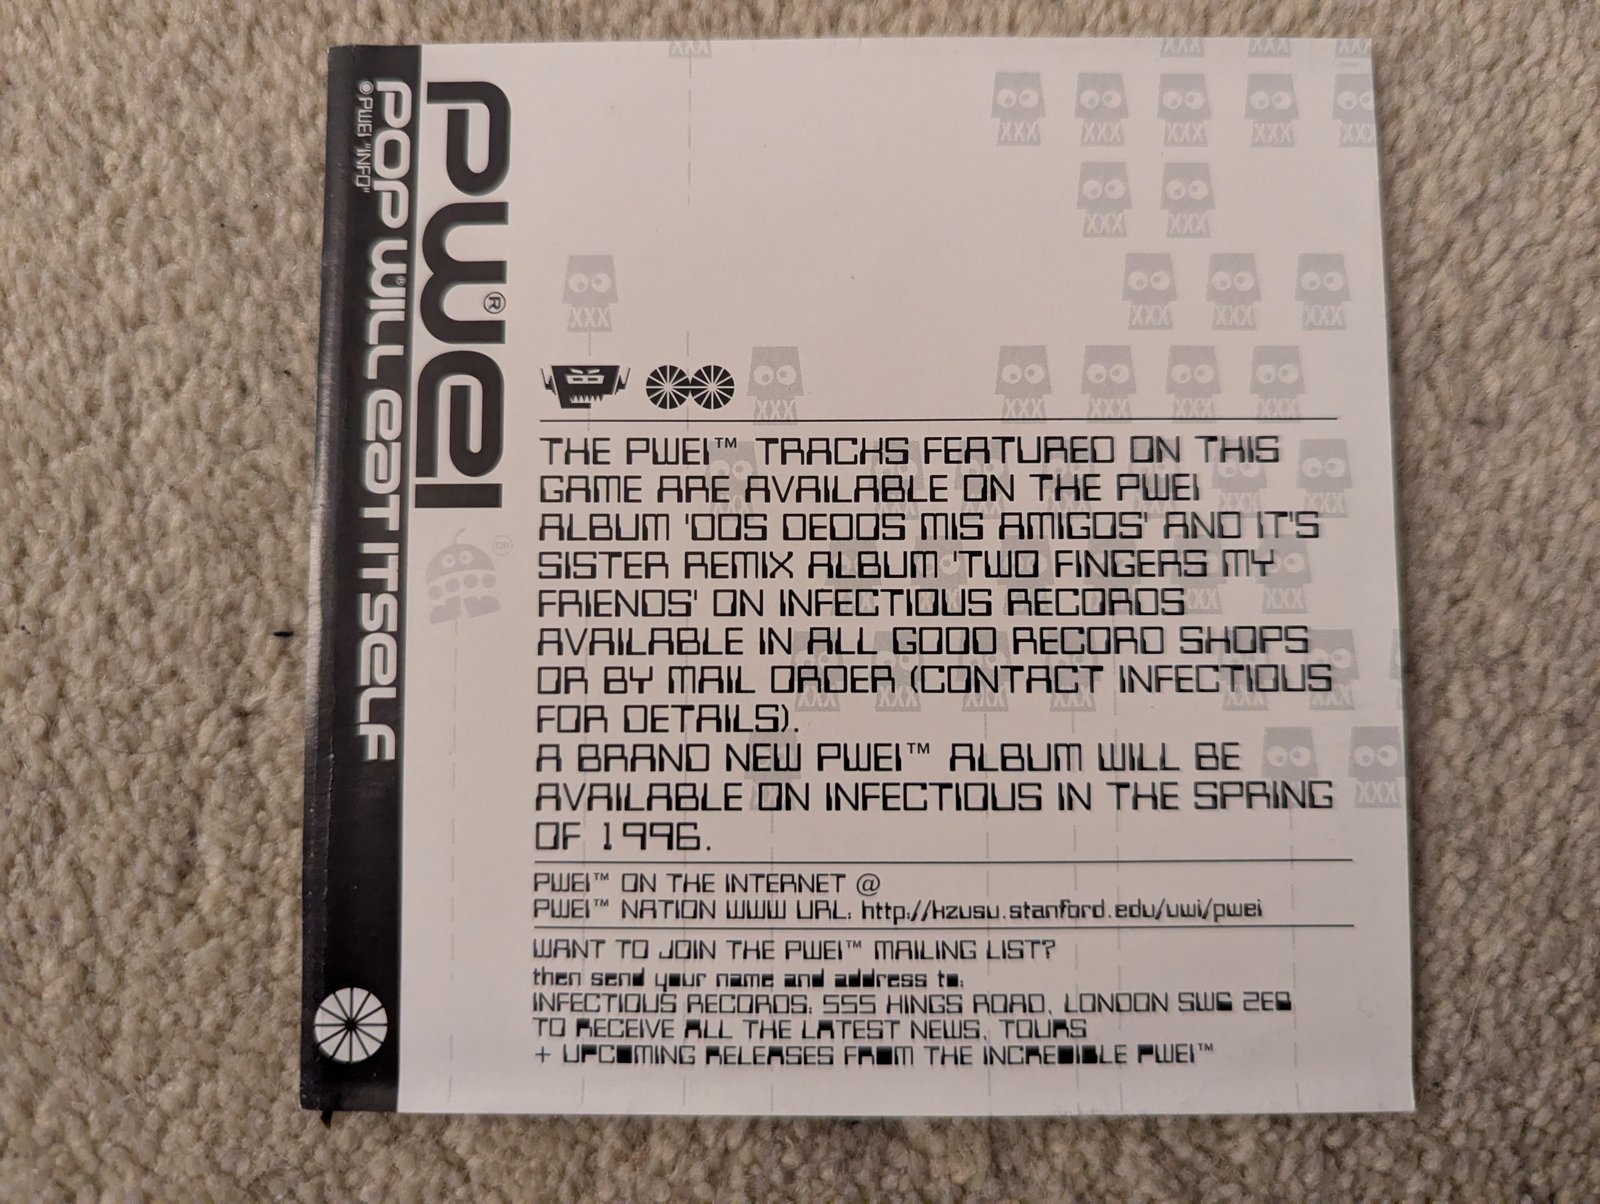 PWEI®
POP WILL EAT ITSELF
PWEI "INFO"
XXX
THE PWEI™ TRACKS FEATURED ON THIS
GAME ARE AVAILABLE ON THE PWEI
ALBUM 'DOS DEDOS MIS AMIGOS' AND IT'S
SISTER REMIX ALBUM 'TWO FINGERS MY
FRIENDS' ON INFECTIOUS RECORDS
AVAILABLE IN ALL GOOD RECORD SHOPS
OR BY MAIL ORDER (CONTACT INFECTIOUS
FOR DETAILS).
A BRAND NEW PWEI™ ALBUM WILL BE
AVAILABLE ON INFECTIOUS IN THE SPRING
OF 1996.
PWEI™ ON THE INTERNET @
PWEI™ NATION WWW URL: http://kzusu.stanford.edu/uwi/pwei
WANT TO JOIN THE PWEI™ MAILING LIST?
then send your name and address to:
INFECTIOUS RECORDS: 555 KINGS ROAD, LONDON SW6 2EB
TO RECEIVE ALL THE LATEST NEWS, TOURS
+ UPCOMING RELEASES FROM THE INCREDIBLE PWEI™